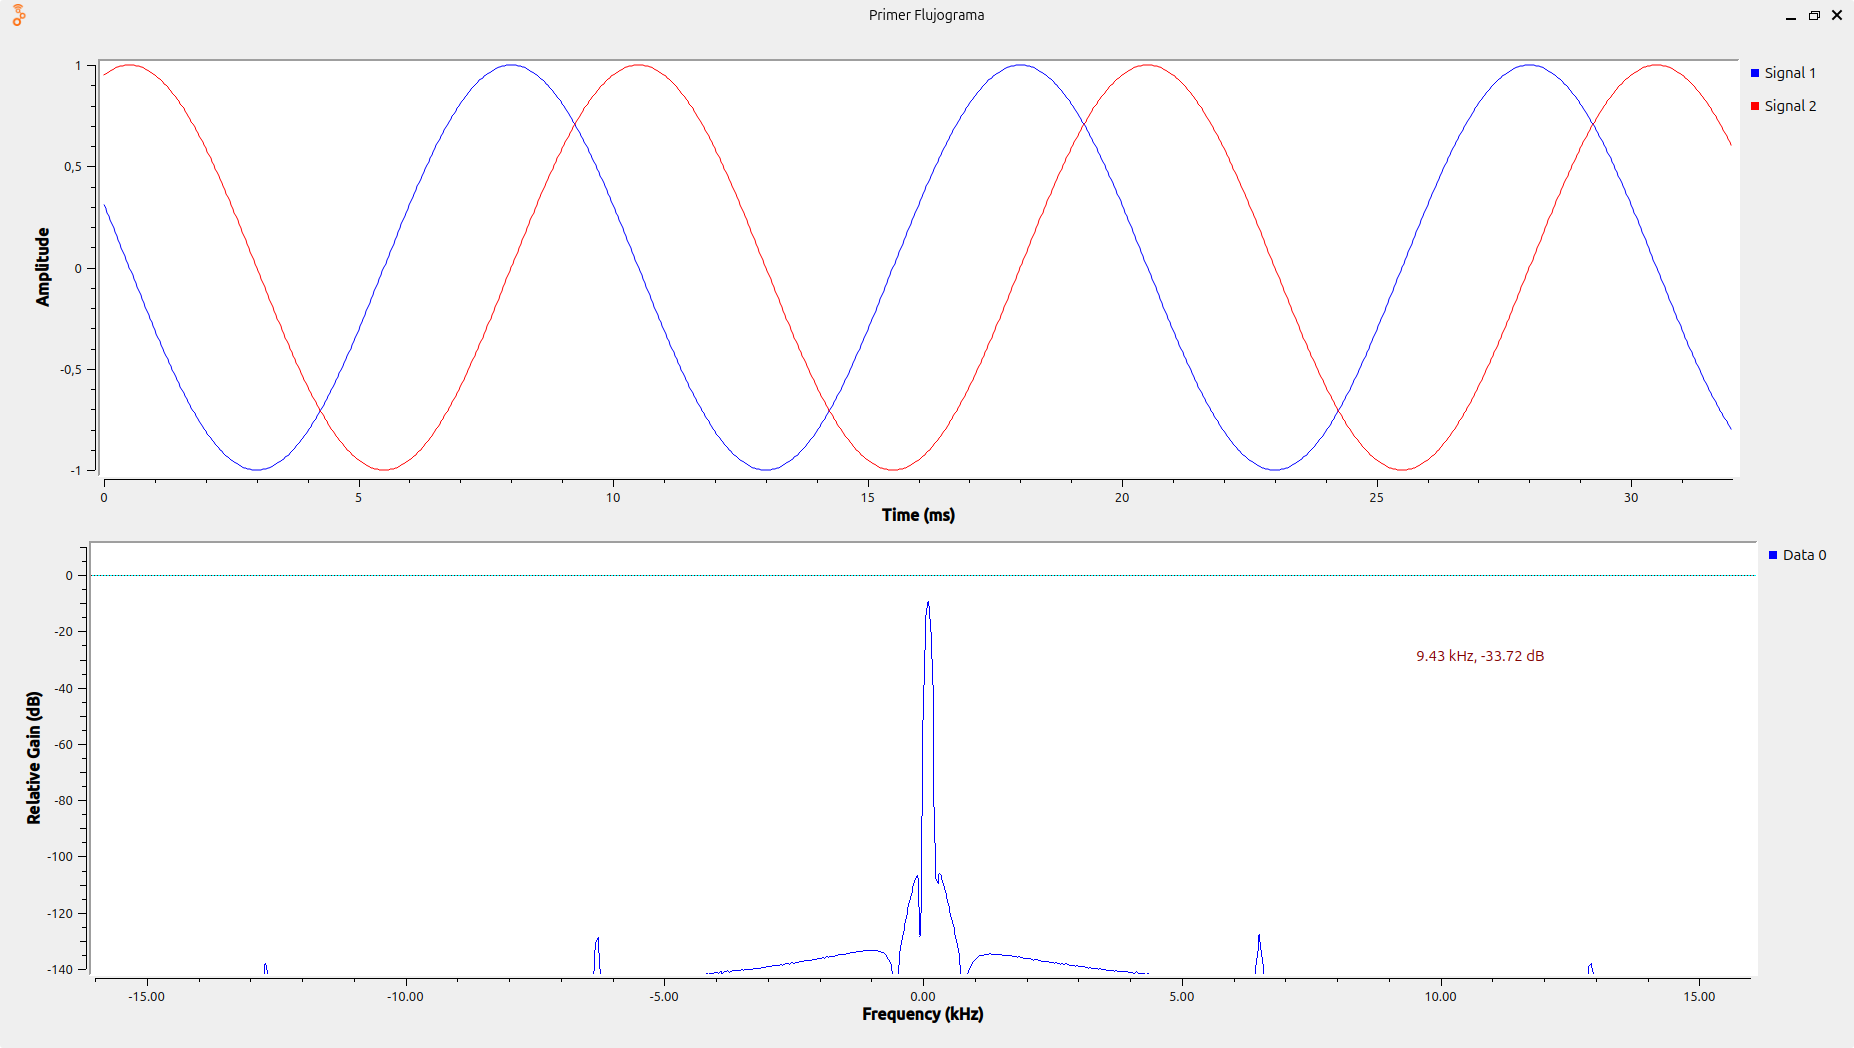 Primer Flujograma
Signal 1
Signal 2
Amplitude
1
0,5
0
-0,5
-1
0 5 10 15 20 25 30
Time (ms)
Data 0
9.43 kHz, -33.72 dB
Relative Gain (dB)
0
-20
-40
-60
-80
-100
-120
-140
-15.00 -10.00 -5.00 0.00 5.00 10.00 15.00
Frequency (kHz)